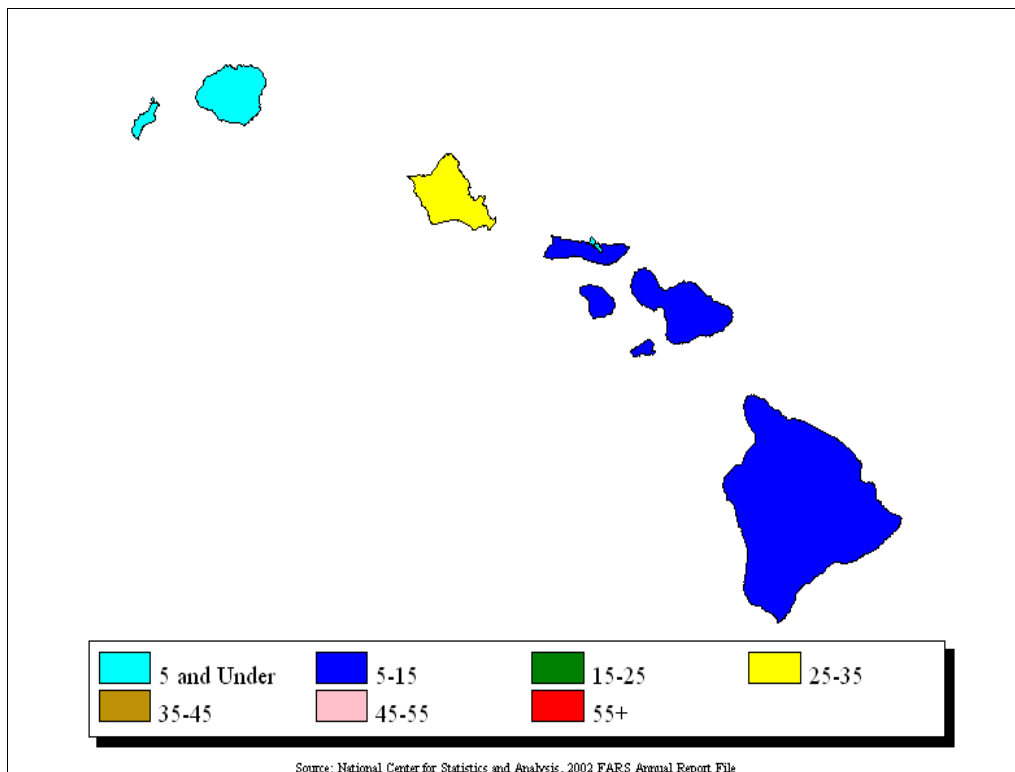 5 and Under 5-15 15-25 25-35
35-45 45-55 55+
Source: National Center for Statistics and Analysis, 2002 FARS Annual Report File